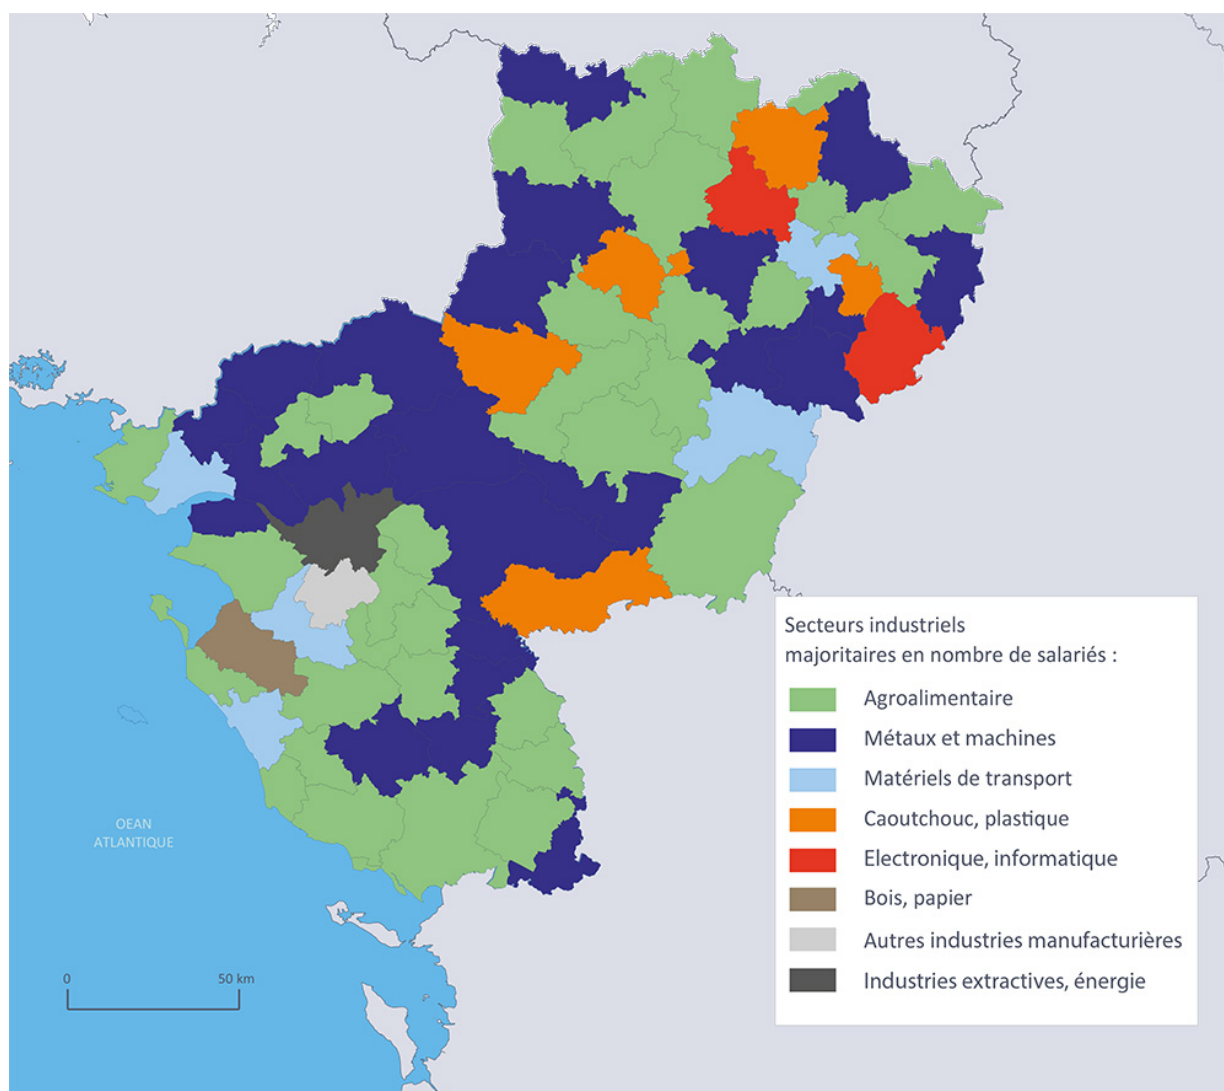 Secteurs industriels
majoritaires en nombre de salariés :
Agroalimentaire
Métaux et machines
Matériels de transport
Caoutchouc, plastique
Electronique, informatique
Bois, papier
Autres industries manufacturières
Industries extractives, énergie
OEAN
ATLANTIQUE
0 50 km